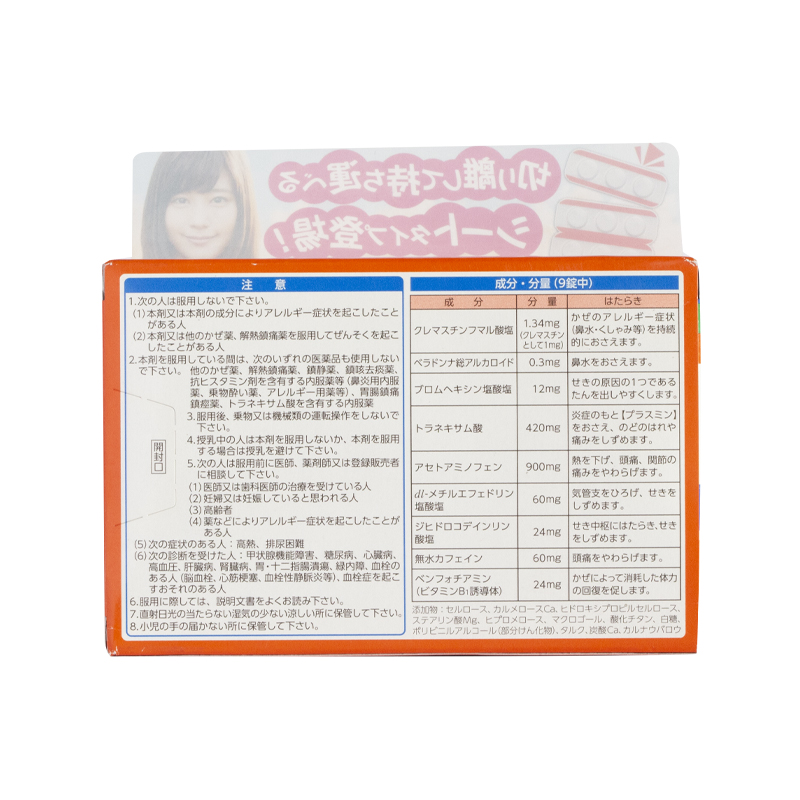 切り離して持ち運べる
シートタイプ登場!
注 意
1.次の人は服用しないで下さい。
(1)本剤又は本剤の成分によりアレルギー症状を起こしたこと
がある人
(2)本剤又は他のかぜ薬、解熱鎮痛薬を服用してぜんそくを起こ
したことがある人
2.本剤を服用している間は、次のいずれの医薬品も使用しない
で下さい。 他のかぜ薬、解熱鎮痛薬、鎮静薬、鎮咳去痰薬、
抗ヒスタミン剤を含有する内服薬等(鼻炎用内服
薬、乗物酔い薬、アレルギー用薬等)、胃腸鎮痛
鎮痙薬、トラネキサム酸を含有する内服薬
3.服用後、乗物又は機械類の運転操作をしないで
下さい。
4.授乳中の人は本剤を服用しないか、本剤を服用
する場合は授乳を避けて下さい。
5.次の人は服用前に医師、薬剤師又は登録販売者
に相談して下さい。
(1)医師又は歯科医師の治療を受けている人
(2)妊婦又は妊娠していると思われる人
(3)高齢者
(4)薬などによりアレルギー症状を起こしたことが
ある人
(5)次の症状のある人:高熱、排尿困難
(6)次の診断を受けた人:甲状腺機能障害、糖尿病、心臓病、
高血圧、肝臓病、腎臓病、胃・十二指腸潰瘍、緑内障、血栓の
ある人(脳血栓、心筋梗塞、血栓性静脈炎等)、血栓症を起こ
すおそれのある人
6.服用に際しては、説明文書をよくお読み下さい。
7.直射日光の当たらない湿気の少ない涼しい所に保管して下さい。
8.小児の手の届かない所に保管して下さい。
開封口
成分・分量(9錠中)
成 分 分 量 はたらき
クレマスチンフマル酸塩 1.34mg (クレマスチンとして1mg) かぜのアレルギー症状
(鼻水・くしゃみ等)を持続
的におさえます。
ベラドンナ総アルカロイド 0.3mg 鼻水をおさえます。
ブロムヘキシン塩酸塩 12mg せきの原因の1つである
たんを出しやすくします。
トラネキサム酸 420mg 炎症のもと【プラスミン】
をおさえ、のどのはれや
痛みをしずめます。
アセトアミノフェン 900mg 熱を下げ、頭痛、関節の
痛みをやわらげます。
dl-メチルエフェドリン
塩酸塩 60mg 気管支をひろげ、せきを
しずめます。
ジヒドロコデインリン
酸塩 24mg せき中枢にはたらき、せき
をしずめます。
無水カフェイン 60mg 頭痛をやわらげます。
ベンフォチアミン
(ビタミンB1誘導体) 24mg かぜによって消耗した体力
の回復を促します。
添加物:セルロース、カルメロースCa、ヒドロキシプロピルセルロース、
ステアリン酸Mg、ヒプロメロース、マクロゴール、酸化チタン、白糖、
ポリビニルアルコール(部分けん化物)、タルク、炭酸Ca、カルナウバロウ